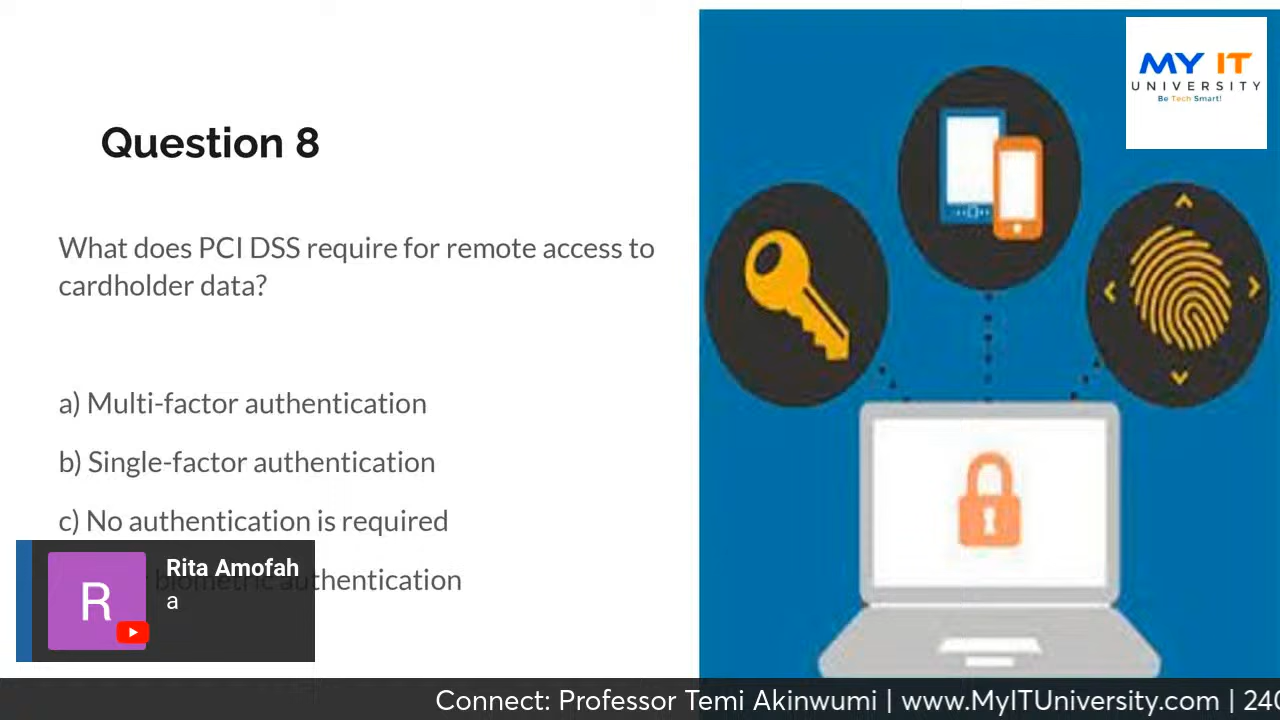 MY IT
UNIVERSITY
Be Tech Smart!
Question 8
What does PCI DSS require for remote access to
cardholder data?
a) Multi-factor authentication
b) Single-factor authentication
c) No authentication is required
biometric authentication
Rita Amofah
R
a
Connect: Professor Temi Akinwumi | www.MyITUniversity.com | 240